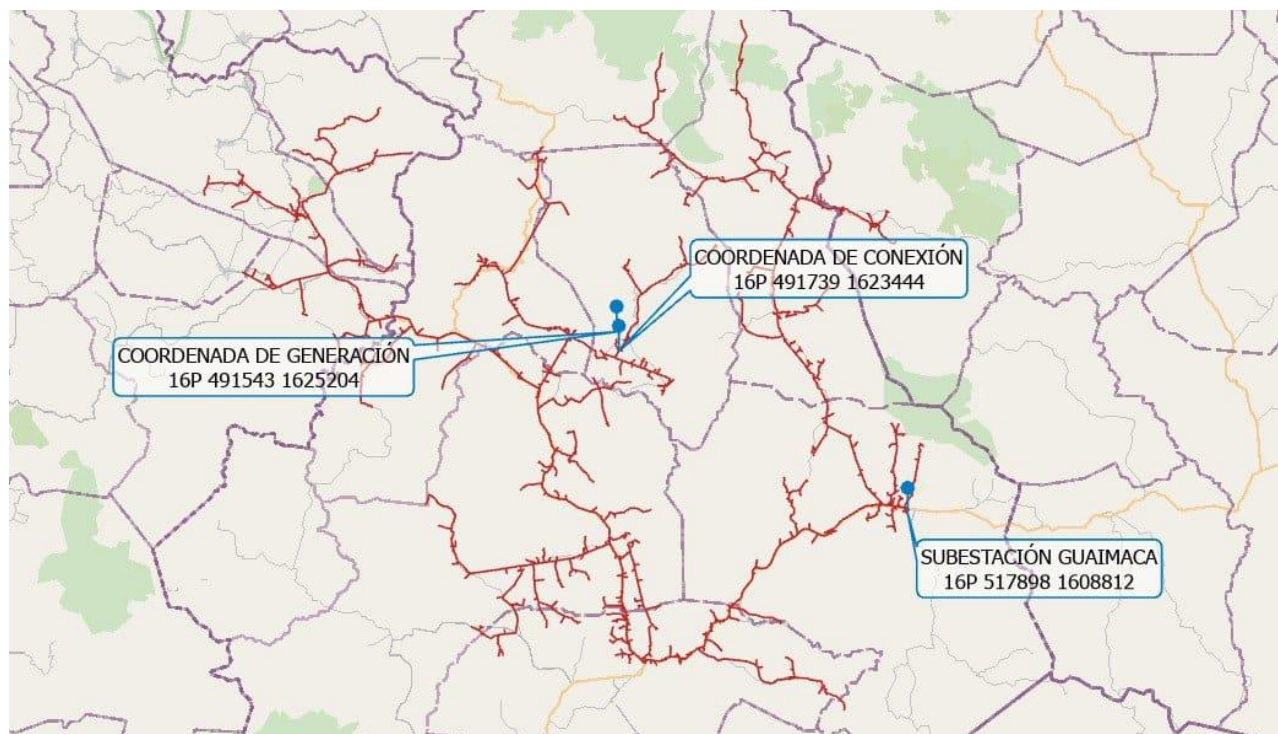 COORDENADA DE CONEXIÓN
16P 491739 1623444
COORDENADA DE GENERACIÓN
16P 491543 1625204
SUBESTACIÓN GUAIMACA
16P 517898 1608812